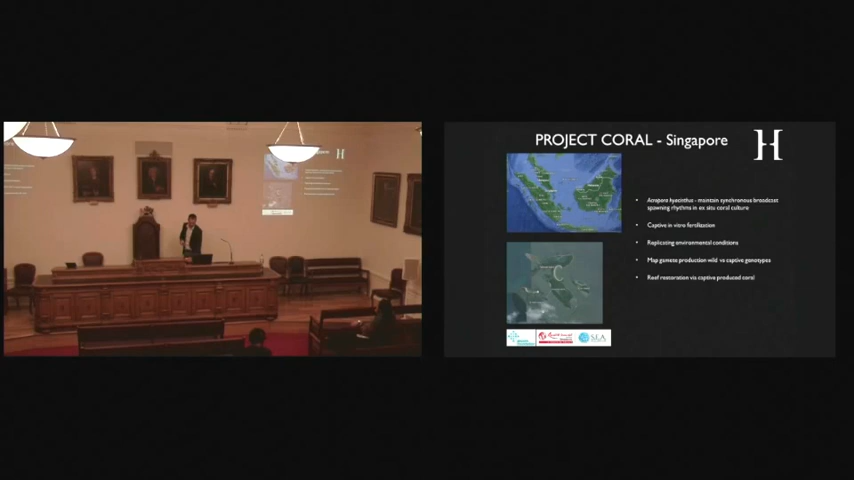 PROJECT CORAL - Singapore
H
• Acropora hyacinthus - maintain synchronous broadcast
spawning rhythms in ex situ coral culture
• Captive in vitro fertilization
• Replicating environmental conditions
• Map gamete production wild vs captive genotypes
• Reef restoration via captive produced coral
S.E.A.